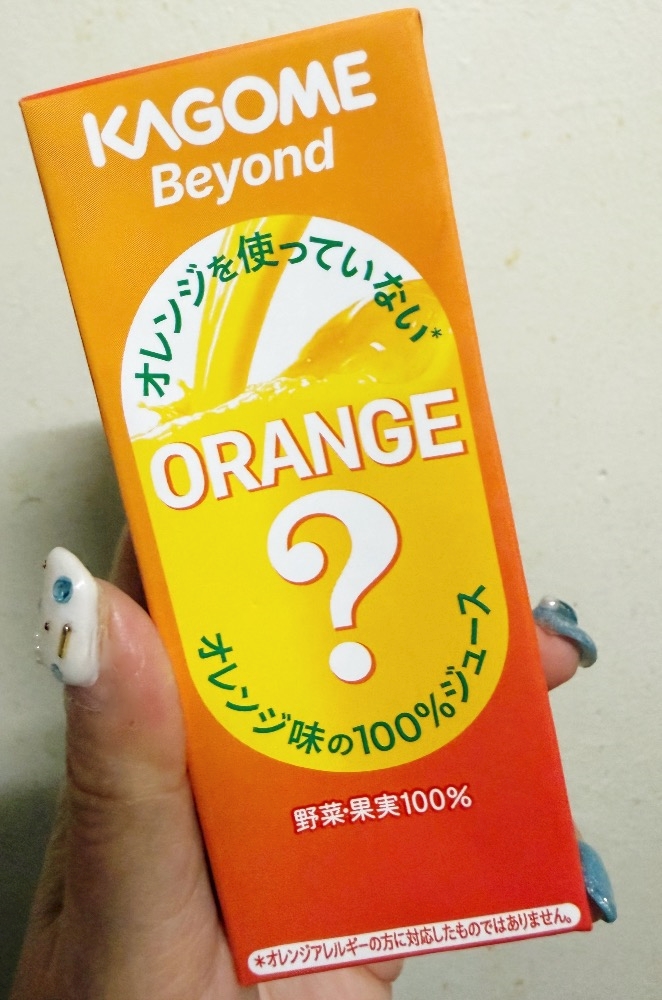 KAGOME
Beyond
オレンジを使っていない*
ORANGE
?
オレンジ味の100%ジュース
野菜・果実100%
*オレンジアレルギーの方に対応したものではありません。